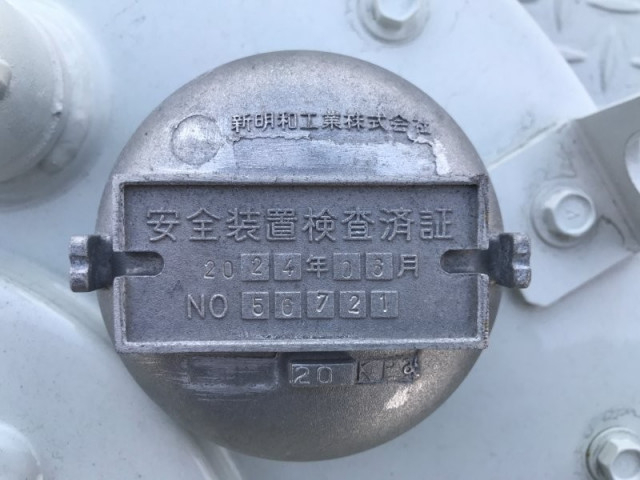 新明和工業株式会社
安全装置検査済証
2024年06月
NO 56721
20 KPa